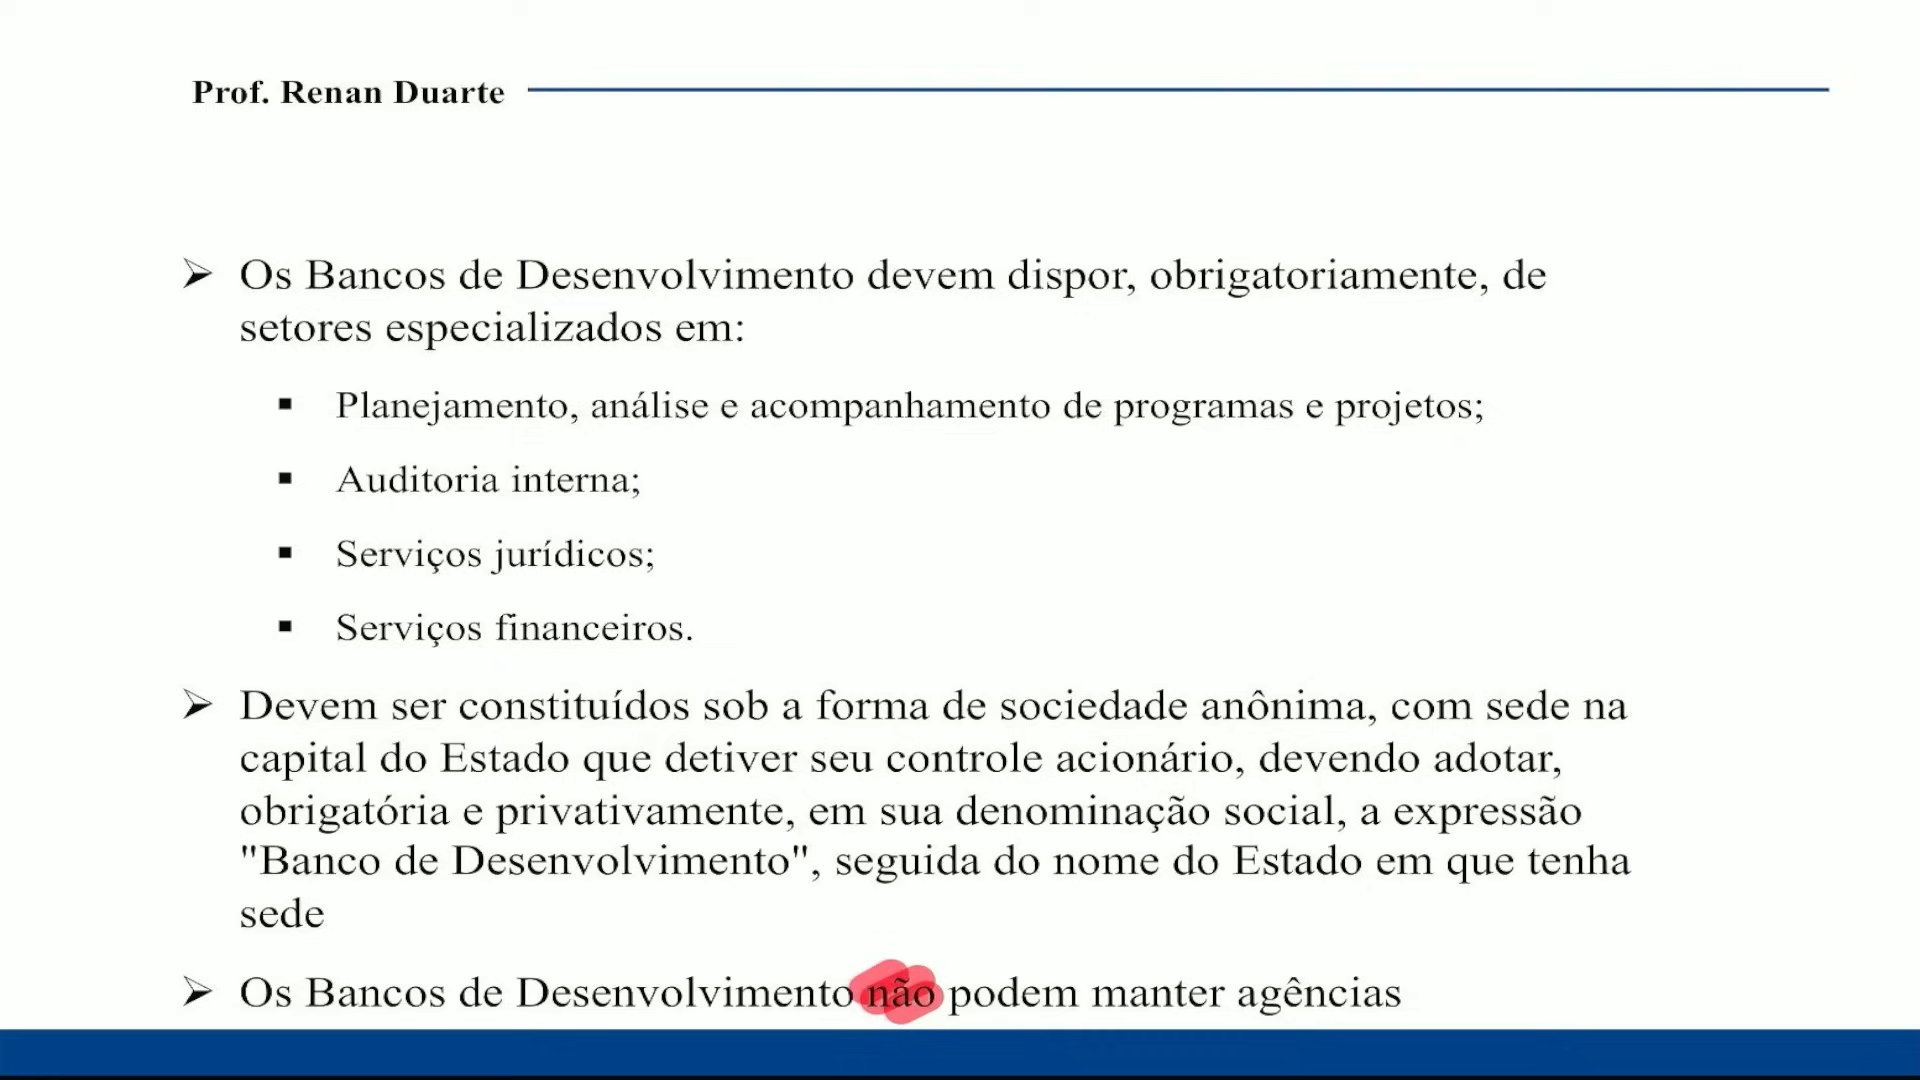 Prof. Renan Duarte
➢ Os Bancos de Desenvolvimento devem dispor, obrigatoriamente, de
setores especializados em:
▪ Planejamento, análise e acompanhamento de programas e projetos;
▪ Auditoria interna;
▪ Serviços jurídicos;
▪ Serviços financeiros.
➢ Devem ser constituídos sob a forma de sociedade anônima, com sede na
capital do Estado que detiver seu controle acionário, devendo adotar,
obrigatória e privativamente, em sua denominação social, a expressão
"Banco de Desenvolvimento", seguida do nome do Estado em que tenha
sede
➢ Os Bancos de Desenvolvimento não podem manter agências